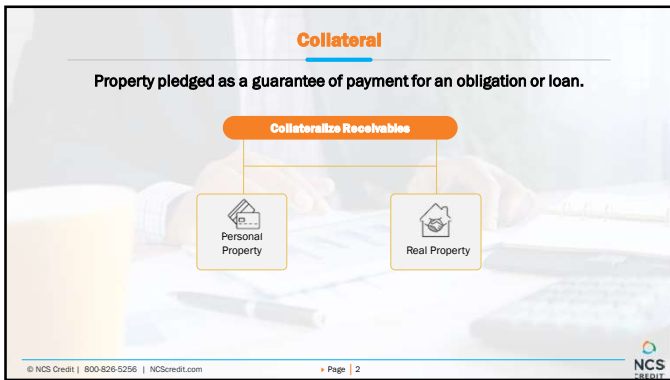 Collateral
Property pledged as a guarantee of payment for an obligation or loan.
Collateralize Receivables
Personal
Property
Real Property
© NCS Credit | 800-826-5256 | NCScredit.com
Page | 2
NCS
CREDIT